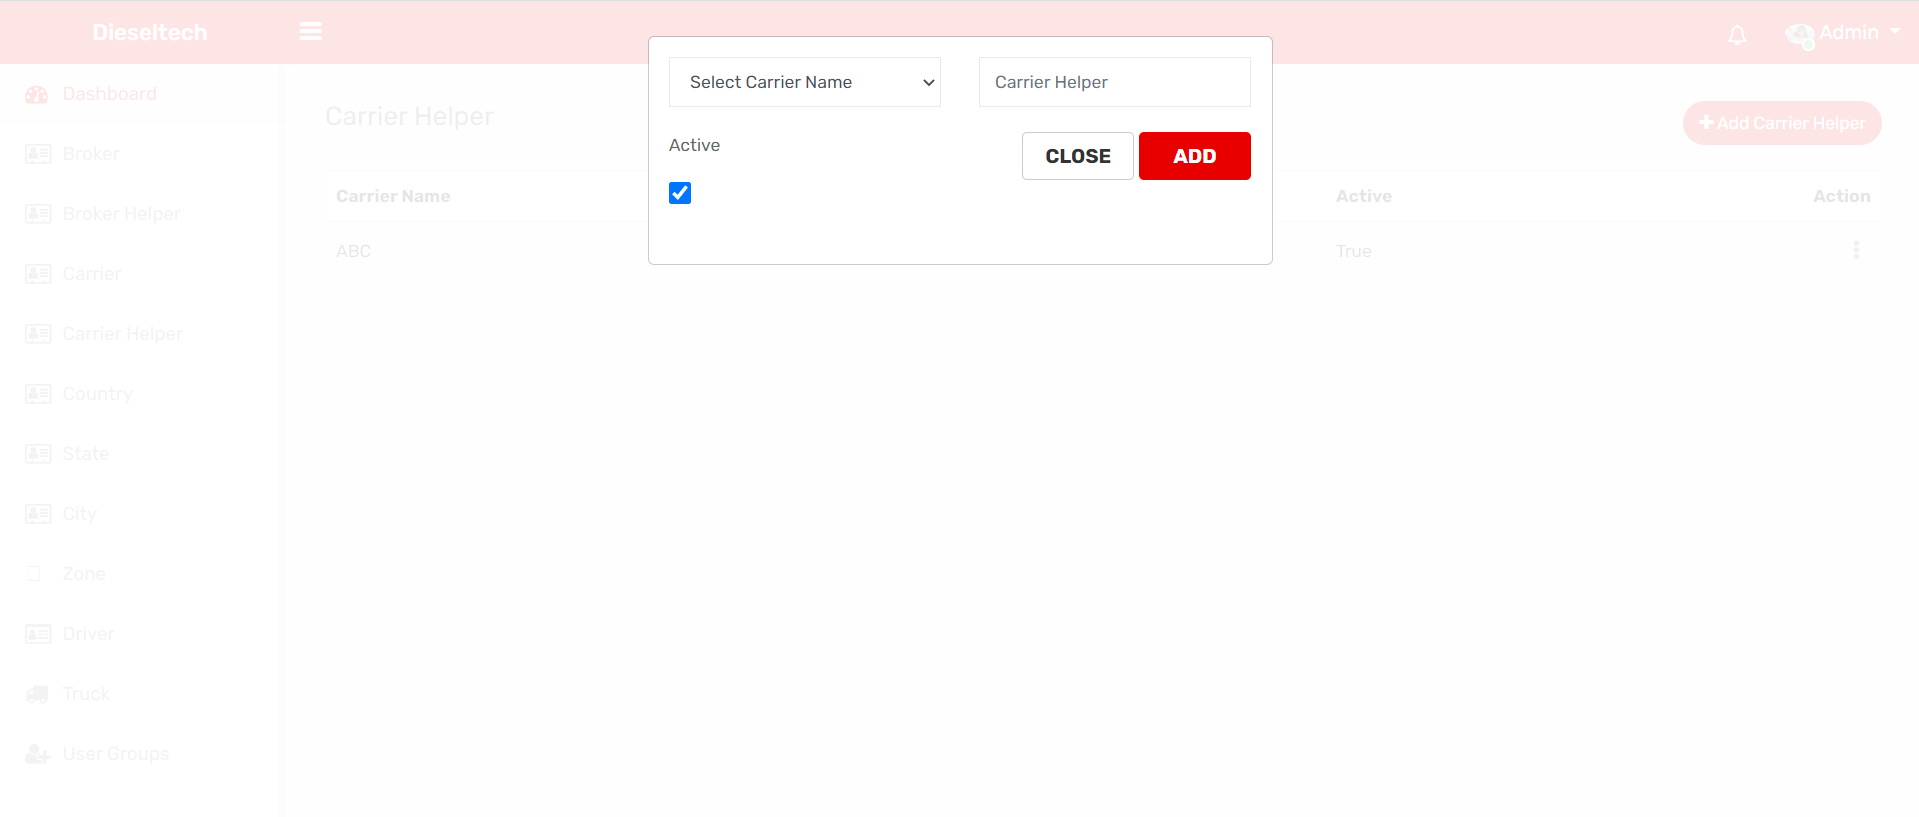 Dieseltech
Admin
Select Carrier Name
Carrier Helper
Active
CLOSE
ADD
Dashboard
Broker
Broker Helper
Carrier
Carrier Helper
Country
State
City
Zone
Driver
Truck
User Groups
Carrier Helper
Add Carrier Helper
Carrier Name
Active
Action
ABC
True